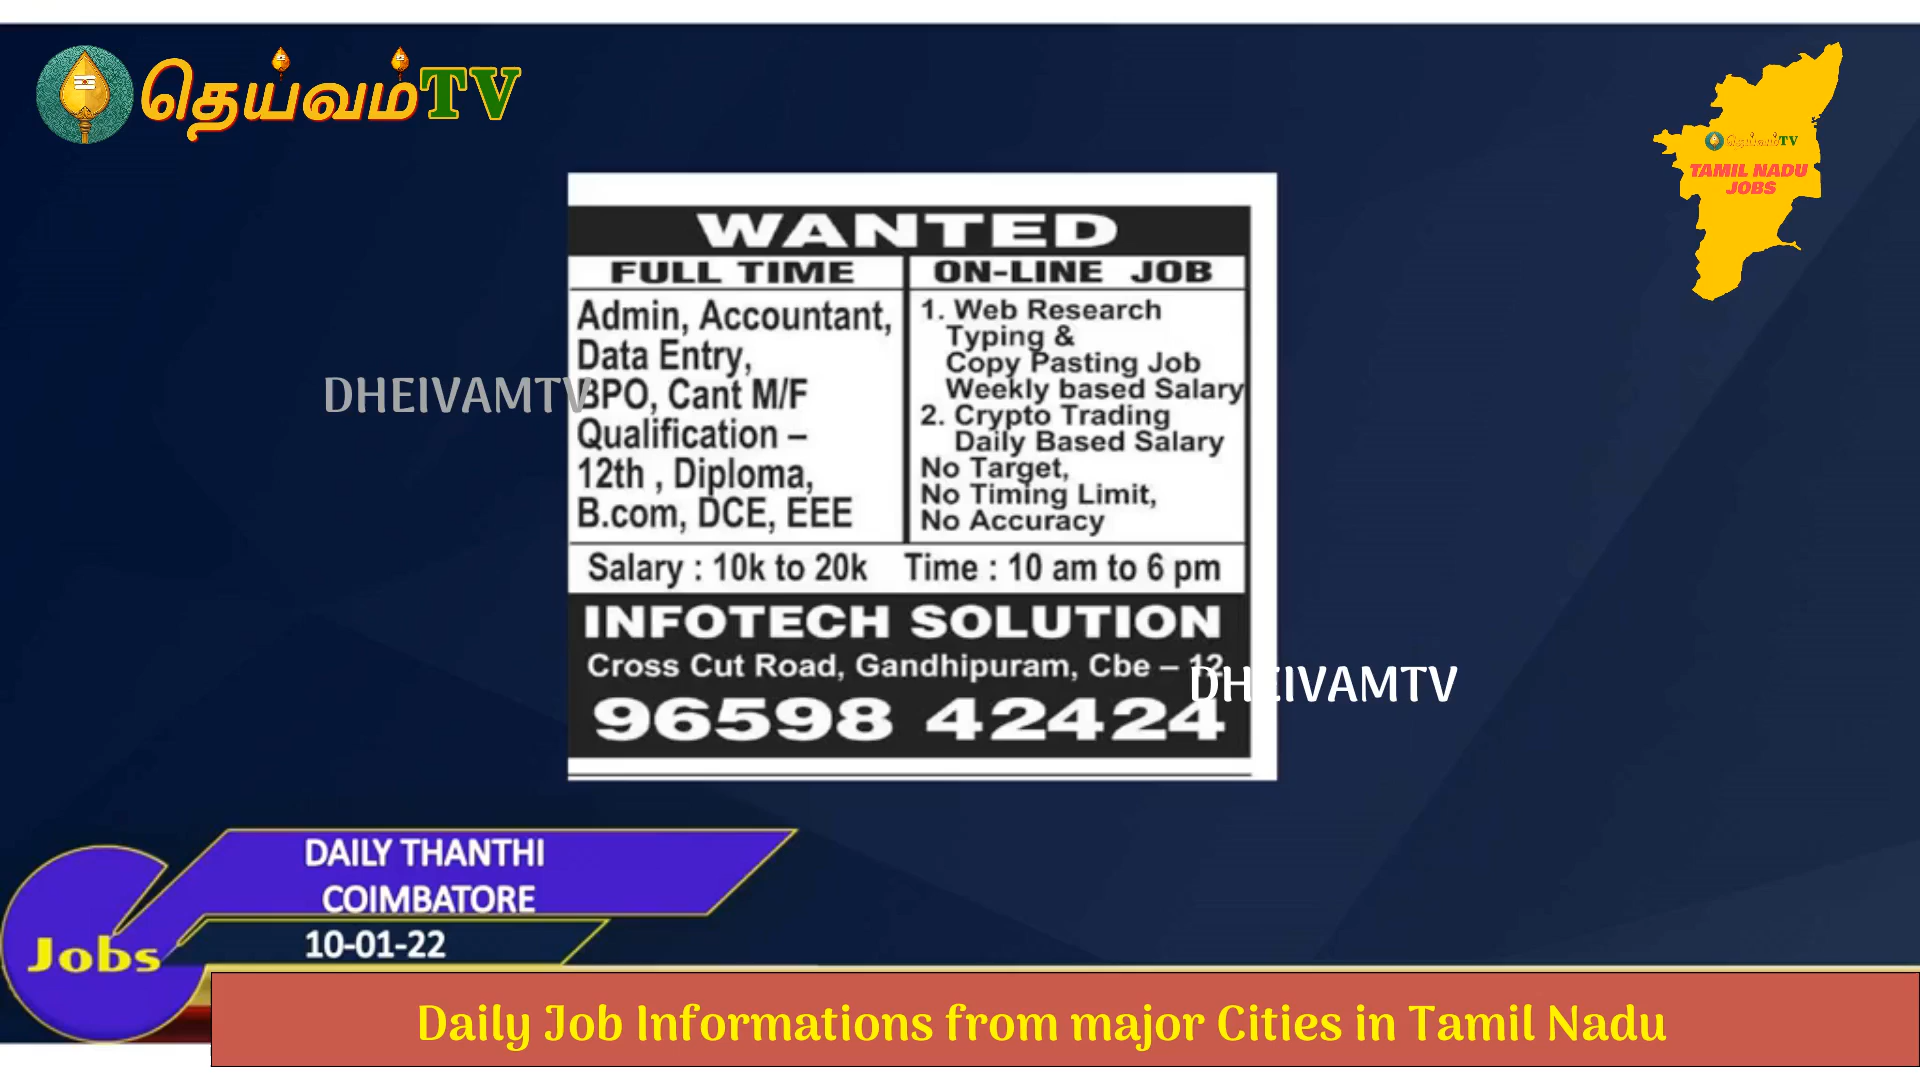 தெய்வம்TV
தெய்வம்TV
TAMIL NADU
JOBS
WANTED
FULL TIME
Admin, Accountant,
Data Entry,
BPO, Cant M/F
Qualification –
12th , Diploma,
B.com, DCE, EEE
ON-LINE JOB
1. Web Research
Typing &
Copy Pasting Job
Weekly based Salary
2. Crypto Trading
Daily Based Salary
No Target,
No Timing Limit,
No Accuracy
Salary : 10k to 20k Time : 10 am to 6 pm
INFOTECH SOLUTION
Cross Cut Road, Gandhipuram, Cbe – 12
96598 42424
DHEIVAMTV
DHEIVAMTV
DAILY THANTHI
COIMBATORE
10-01-22
Jobs
Daily Job Informations from major Cities in Tamil Nadu